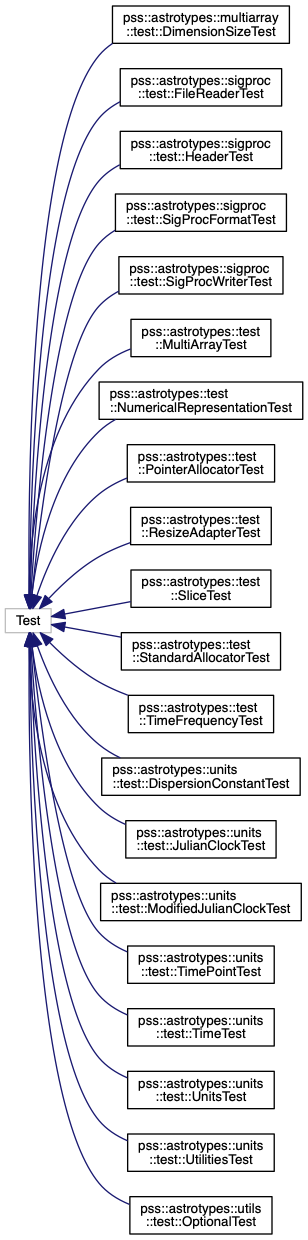 pss::astrotypes::multiarray
::test::DimensionSizeTest
pss::astrotypes::sigproc
::test::FileReaderTest
pss::astrotypes::sigproc
::test::HeaderTest
pss::astrotypes::sigproc
::test::SigProcFormatTest
pss::astrotypes::sigproc
::test::SigProcWriterTest
pss::astrotypes::test
::MultiArrayTest
pss::astrotypes::test
::NumericalRepresentationTest
pss::astrotypes::test
::PointerAllocatorTest
pss::astrotypes::test
::ResizeAdapterTest
pss::astrotypes::test
::SliceTest
Test
pss::astrotypes::test
::StandardAllocatorTest
pss::astrotypes::test
::TimeFrequencyTest
pss::astrotypes::units
::test::DispersionConstantTest
pss::astrotypes::units
::test::JulianClockTest
pss::astrotypes::units
::test::ModifiedJulianClockTest
pss::astrotypes::units
::test::TimePointTest
pss::astrotypes::units
::test::TimeTest
pss::astrotypes::units
::test::UnitsTest
pss::astrotypes::units
::test::UtilitiesTest
pss::astrotypes::utils
::test::OptionalTest